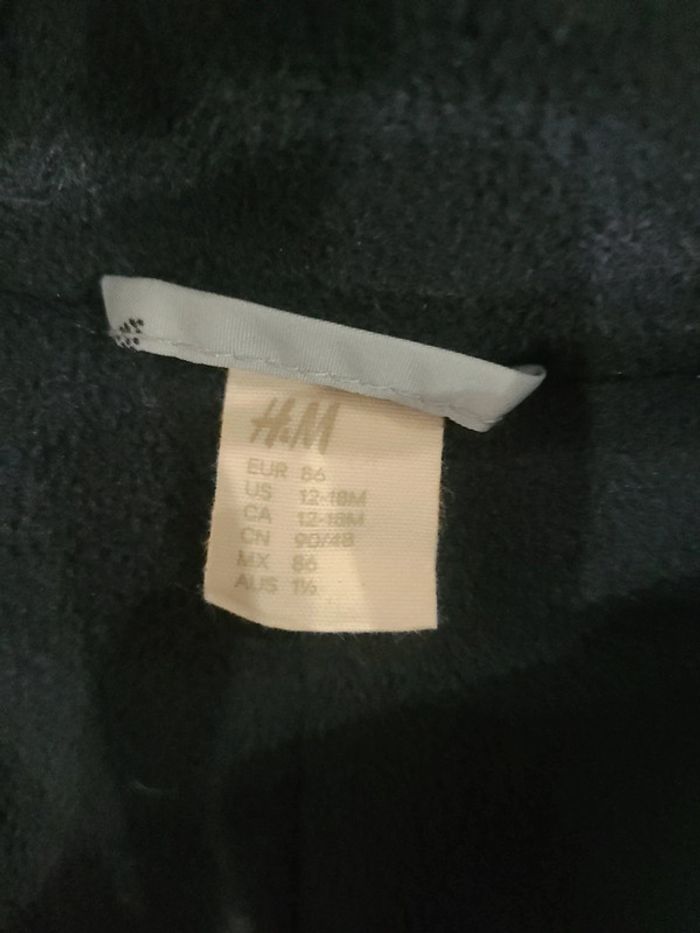 H&M
EUR 86
US 12-18M
CA 12-18M
CN 90/48
MX 86
AUS 1½